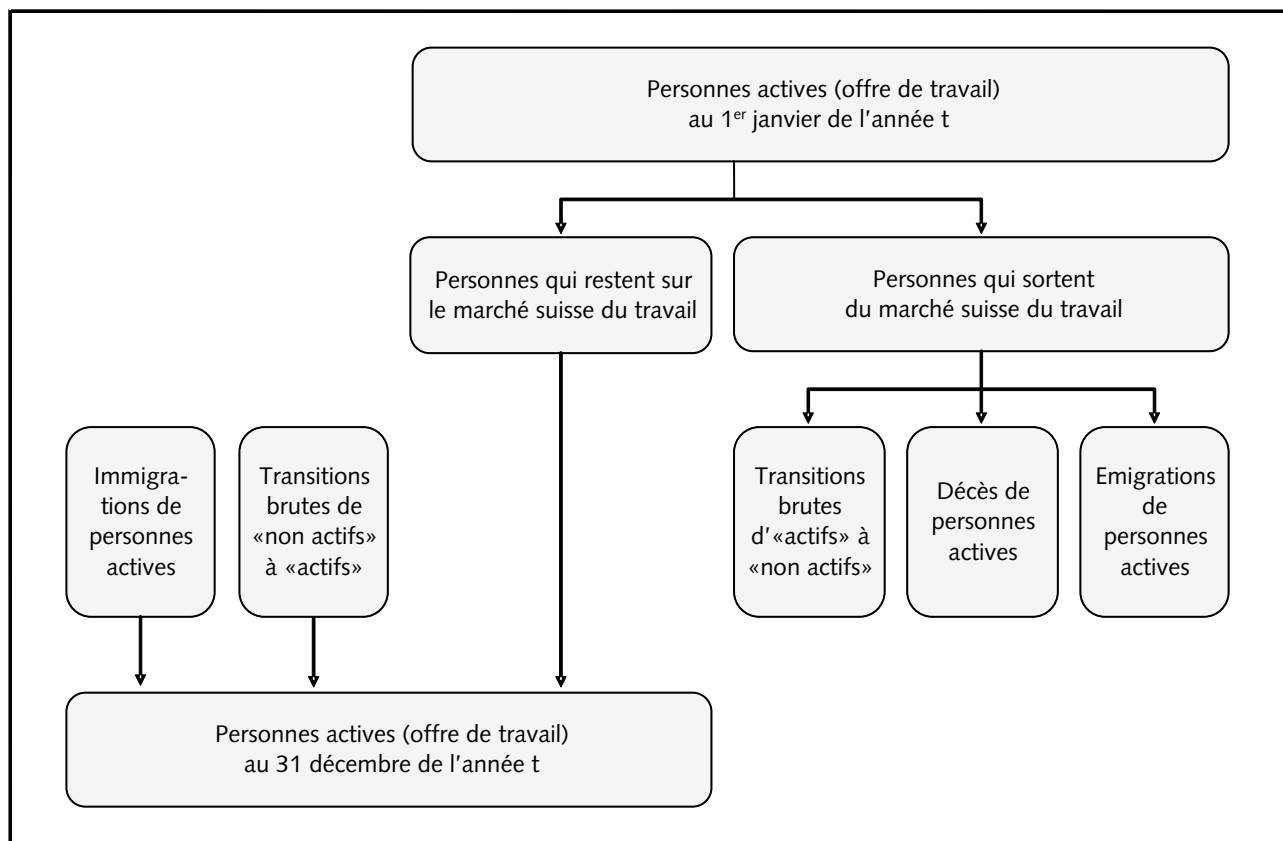 Personnes actives (offre de travail)
au 1er janvier de l'année t
Personnes qui restent sur
le marché suisse du travail
Personnes qui sortent
du marché suisse du travail
Immigra-
tions de
personnes
actives
Transitions
brutes de
«non actifs»
à «actifs»
Transitions
brutes
d'«actifs» à
«non actifs»
Décès de
personnes
actives
Emigrations
de
personnes
actives
Personnes actives (offre de travail)
au 31 décembre de l'année t